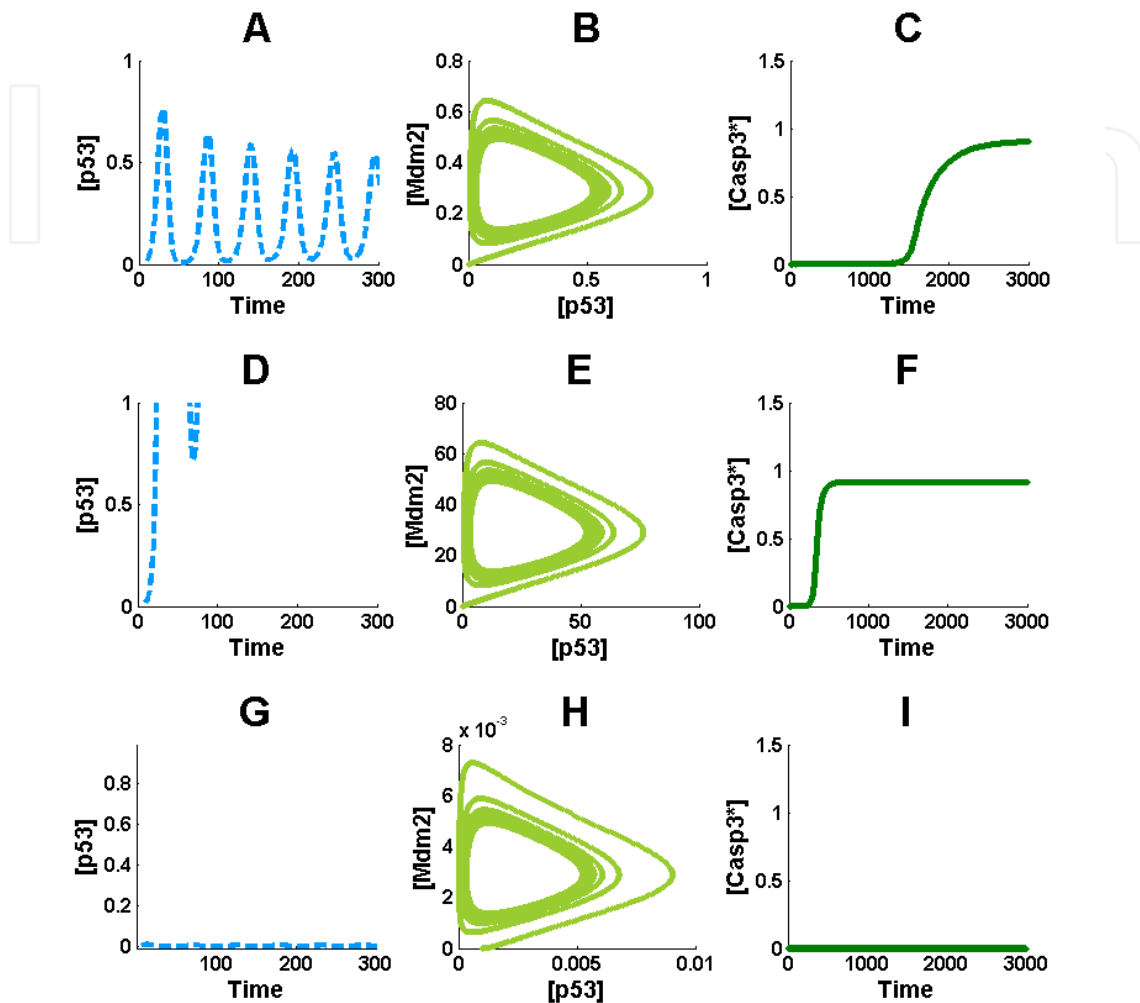 A
B
C
1
0.5
0
0 100 200 300
[p53]
Time
0.8
0.6
0.4
0.2
0
0 0.5 1
[Mdm2]
[p53]
1.5
1
0.5
0
0 1000 2000 3000
[Casp3*]
Time
D
E
F
1
0.5
0
0 100 200 300
[p53]
Time
80
60
40
20
0
0 50 100
[Mdm2]
[p53]
1.5
1
0.5
0
0 1000 2000 3000
[Casp3*]
Time
G
H
I
0.8
0.6
0.4
0.2
0
100 200 300
[p53]
Time
x 10-3
8
6
4
2
0
0 0.005 0.01
[Mdm2]
[p53]
1.5
1
0.5
0
0 1000 2000 3000
[Casp3*]
Time